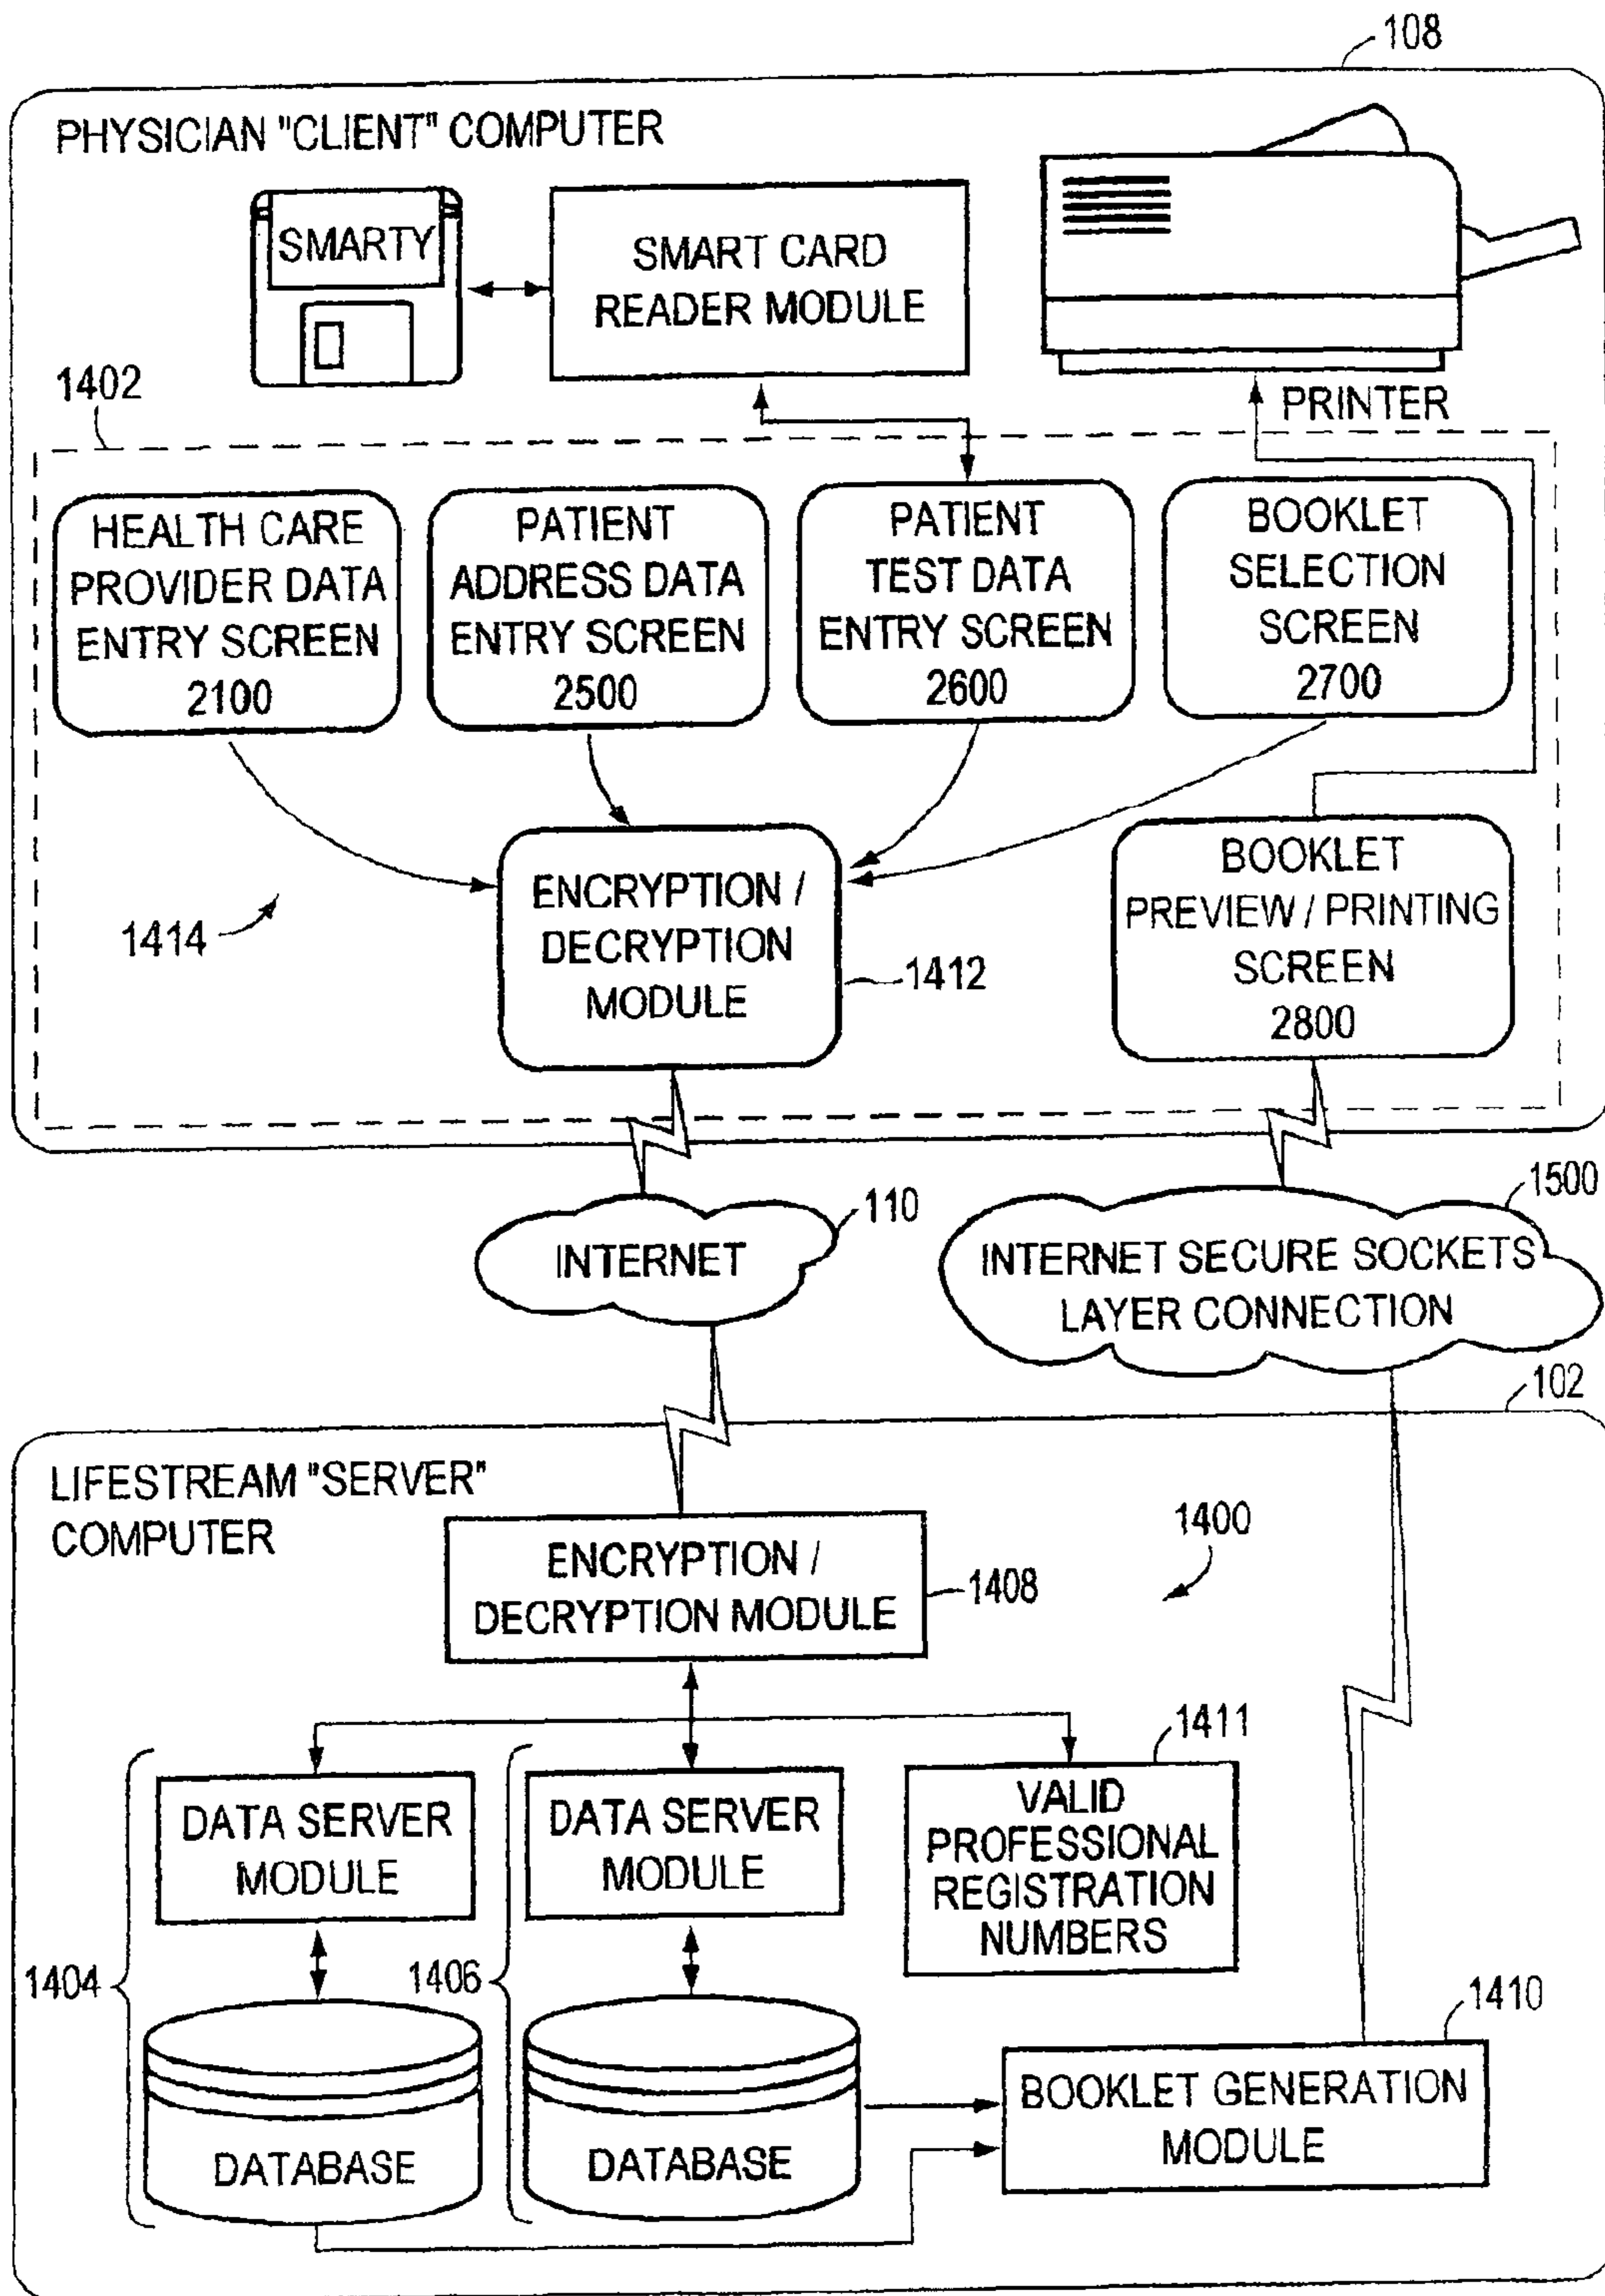 108
PHYSICIAN "CLIENT" COMPUTER
SMARTY
SMART CARD
READER MODULE
PRINTER
1402
HEALTH CARE
PROVIDER DATA
ENTRY SCREEN
2100
PATIENT
ADDRESS DATA
ENTRY SCREEN
2500
PATIENT
TEST DATA
ENTRY SCREEN
2600
BOOKLET
SELECTION
SCREEN
2700
1414
ENCRYPTION /
DECRYPTION
MODULE
1412
BOOKLET
PREVIEW / PRINTING
SCREEN
2800
110
INTERNET
1500
INTERNET SECURE SOCKETS
LAYER CONNECTION
102
LIFESTREAM "SERVER"
COMPUTER
ENCRYPTION /
DECRYPTION MODULE
1408
1400
1404
DATA SERVER
MODULE
1406
DATA SERVER
MODULE
1411
VALID
PROFESSIONAL
REGISTRATION
NUMBERS
DATABASE
DATABASE
1410
BOOKLET GENERATION
MODULE